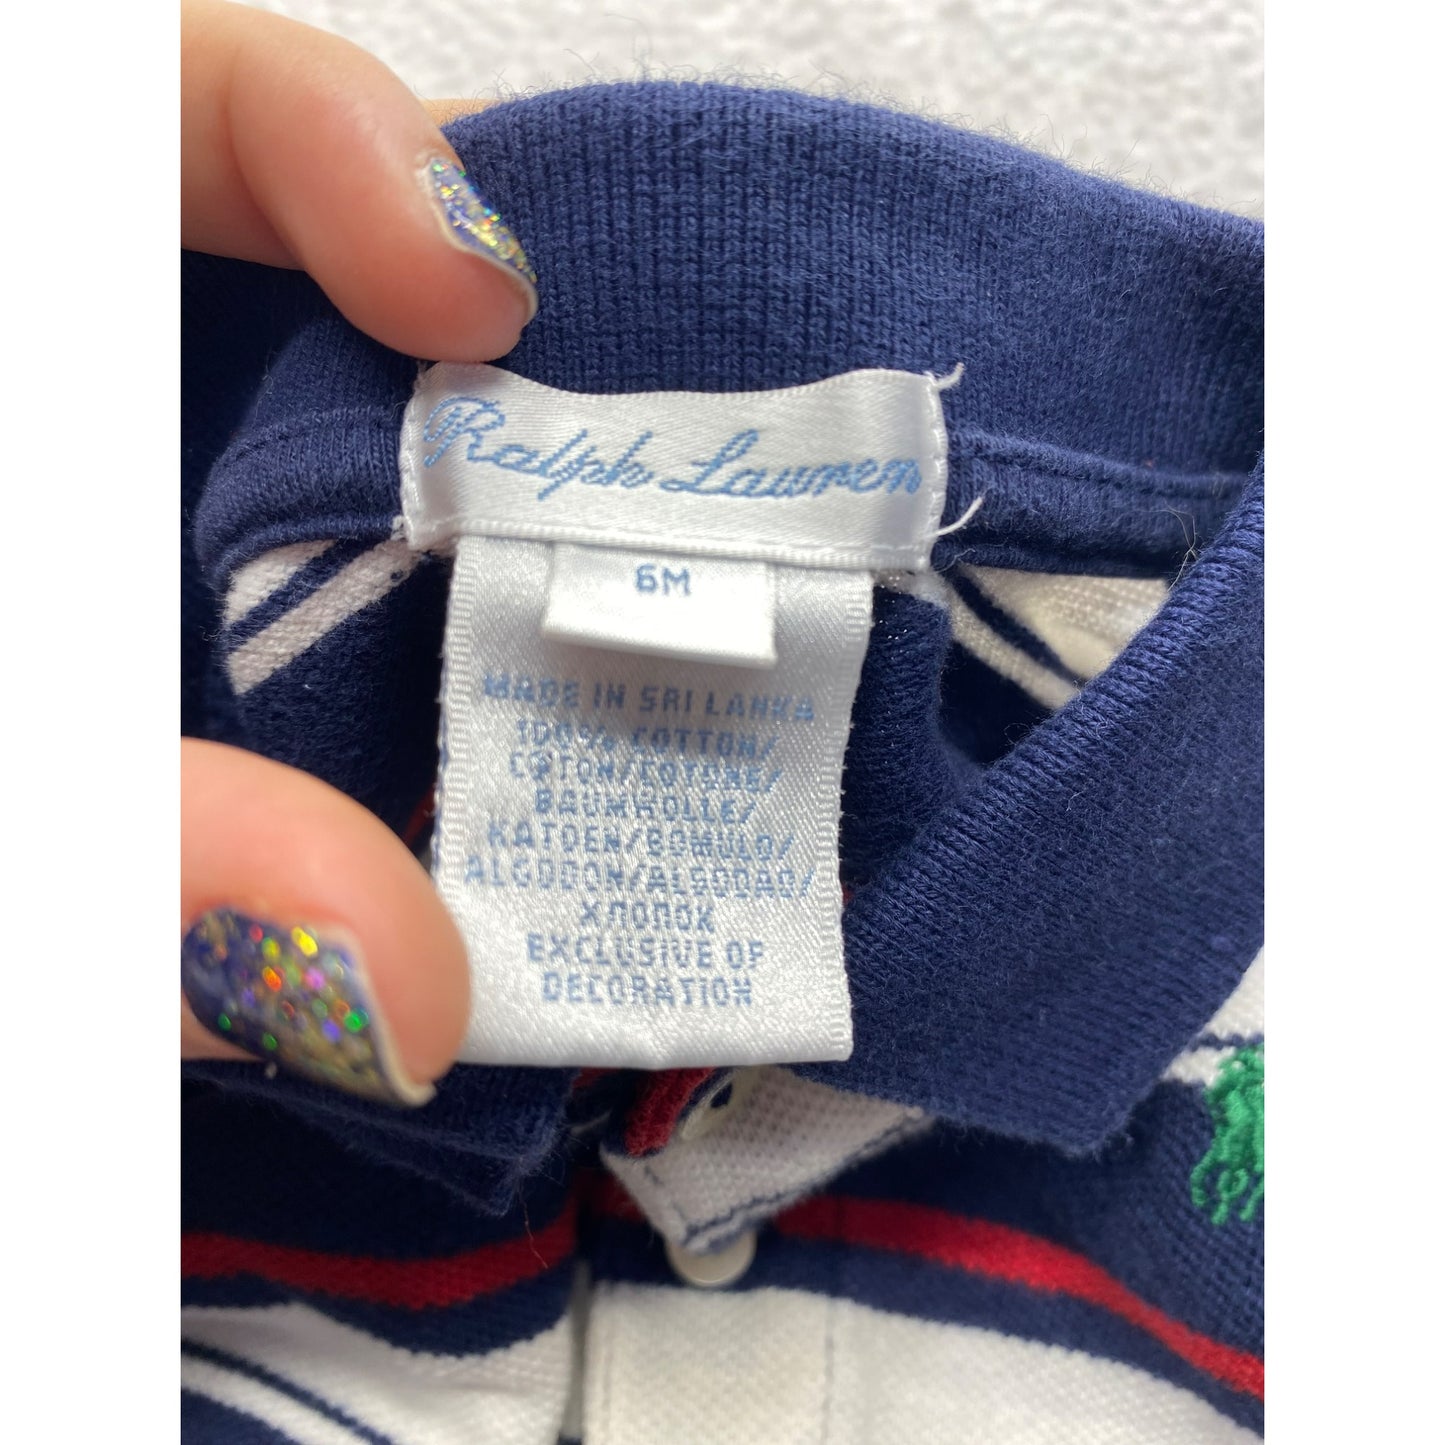 Ralph Lauren
6M
MADE IN SRI LANKA
100% COTTON/
COTON/COTONE/
BAUMWOLLE/
KATOEN/BOMULD/
ALGODON/ALGODAO/
ХЛОПОК
EXCLUSIVE OF
DECORATION